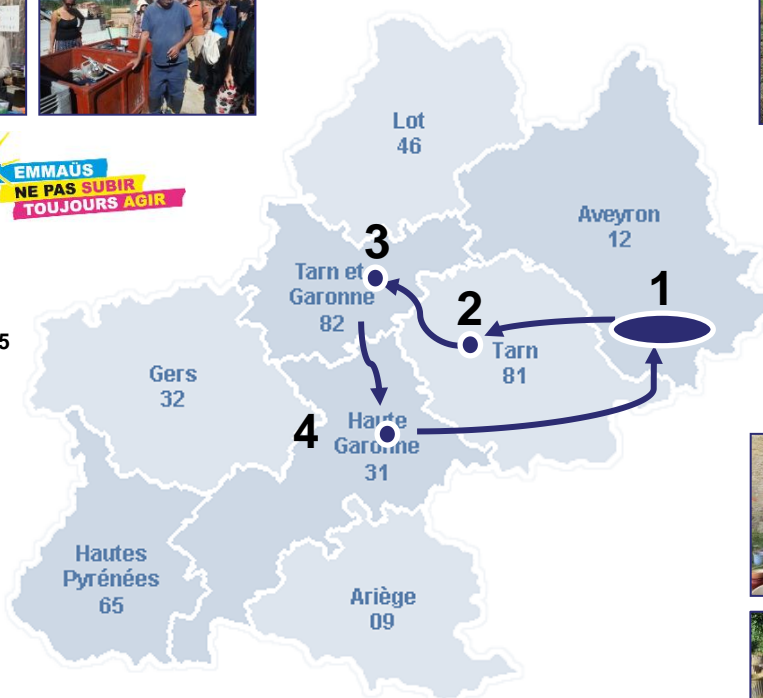 Lot
46
EMMAÜS
NE PAS SUBIR
TOUJOURS AGIR
Aveyron
12
3
Tarn et
Garonne
82
1
2
Tarn
81
5
Gers
32
4
Haute
Garonne
31
Hautes
Pyrénées
65
Ariège
09